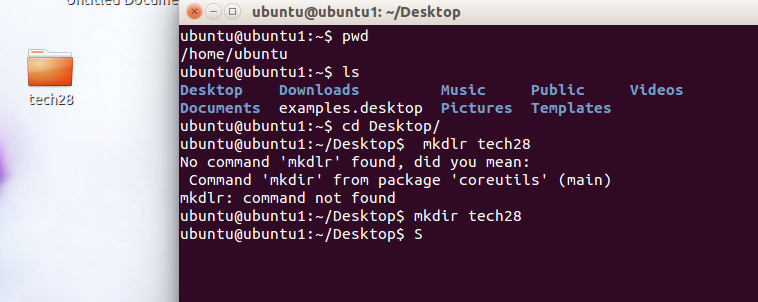 Untitled Docume
tech28
ubuntu@ubuntu1: ~/Desktop
ubuntu@ubuntu1:~$ pwd
/home/ubuntu
ubuntu@ubuntu1:~$ ls
Desktop    Downloads         Music     Public     Videos
Documents  examples.desktop  Pictures  Templates
ubuntu@ubuntu1:~$ cd Desktop/
ubuntu@ubuntu1:~/Desktop$  mkdlr tech28
No command 'mkdlr' found, did you mean:
 Command 'mkdir' from package 'coreutils' (main)
mkdlr: command not found
ubuntu@ubuntu1:~/Desktop$ mkdir tech28
ubuntu@ubuntu1:~/Desktop$ S